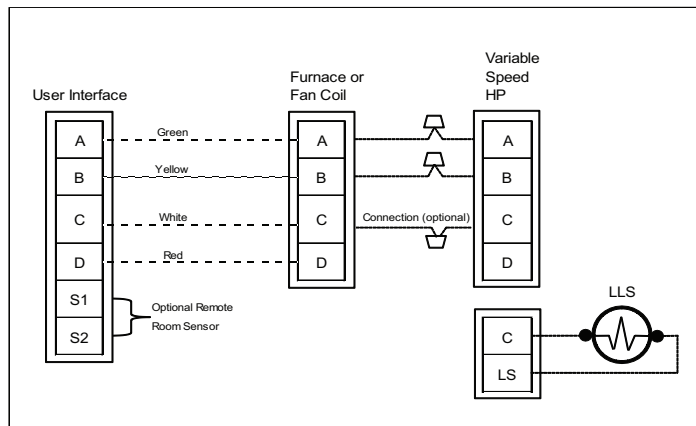 Variable
Speed
HP
Furnace or
Fan Coil
User Interface
A
Green
A
A
B
Yellow
B
B
C
White
C
Connection (optional)
C
D
Red
D
D
S1
Optional Remote
Room Sensor
S2
LLS
C
LS